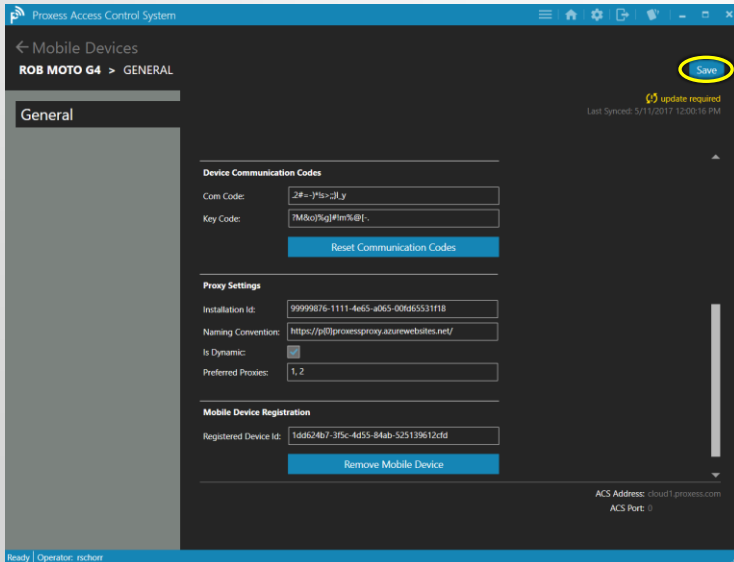 Proxess Access Control System
Mobile Devices
ROB MOTO G4 > GENERAL
Save
update required
Last Synced: 5/11/2017 12:00:16 PM
General
Device Communication Codes
Com Code: .2#=-)*!s>;;)l_y
Key Code: ?M&o)%g]#!m%@[-.
Reset Communication Codes
Proxy Settings
Installation Id: 99999876-1111-4e65-a065-00fd65531f18
Naming Convention: https://p{0}proxessproxy.azurewebsites.net/
Is Dynamic:
Preferred Proxies: 1, 2
Mobile Device Registration
Registered Device Id: 1dd624b7-3f5c-4d55-84ab-525139612cfd
Remove Mobile Device
ACS Address: cloud1.proxess.com
ACS Port: 0
Ready Operator: rschorr